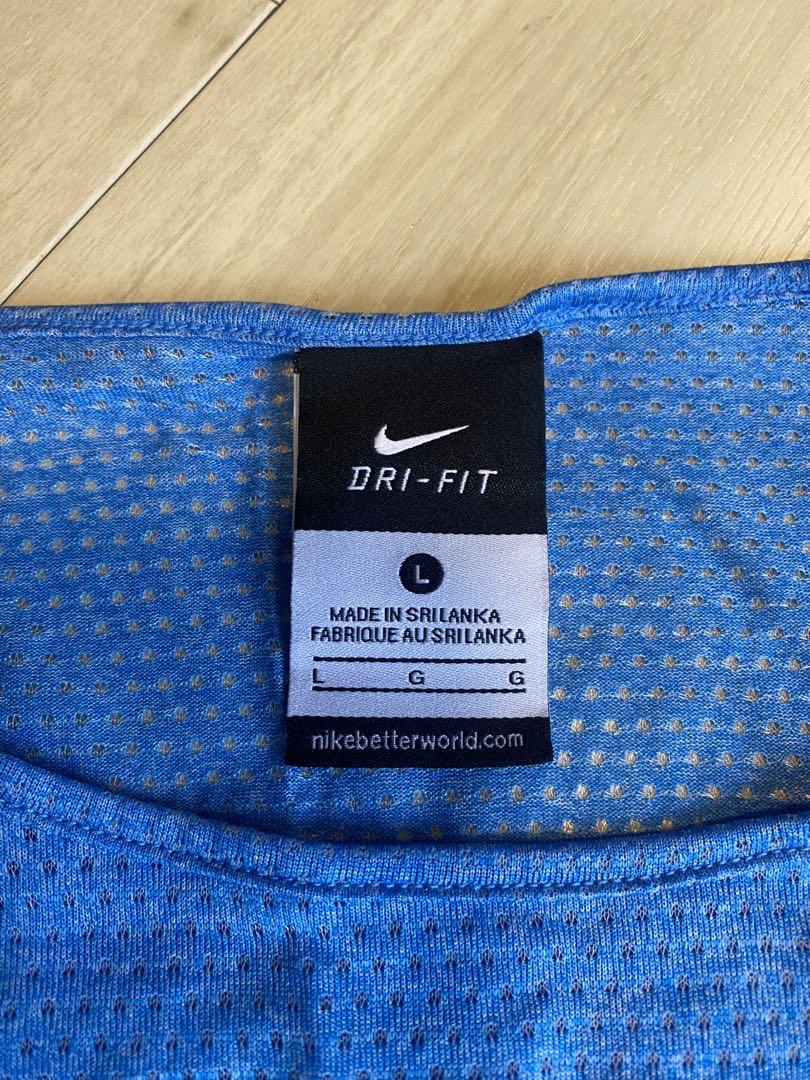 DRI-FIT
L
MADE IN SRI LANKA
FABRIQUE AU SRI LANKA
L G G
nikebetterworld.com